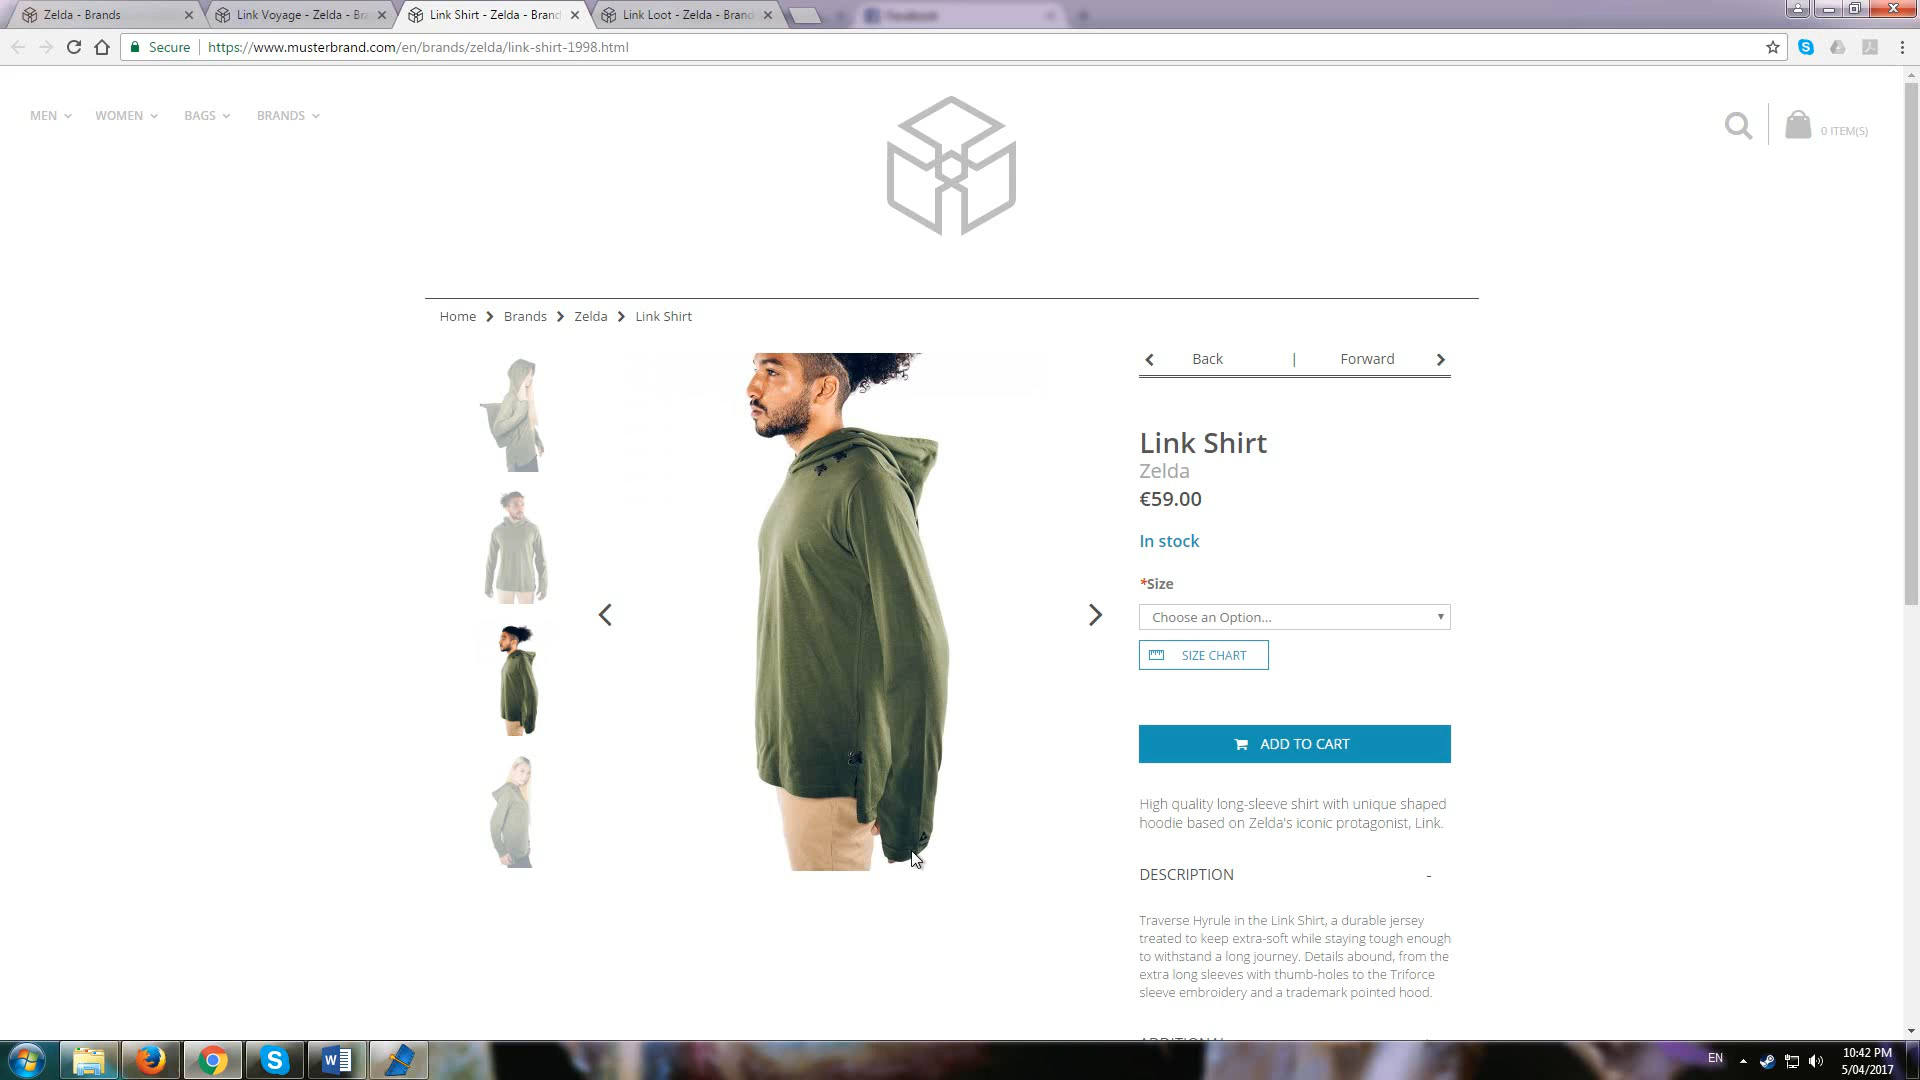 Zelda - Brands
Link Voyage - Zelda - Bra
Link Shirt - Zelda - Brand
Link Loot - Zelda - Brand
Facebook
Secure
https://www.musterbrand.com/en/brands/zelda/link-shirt-1998.html
MEN
WOMEN
BAGS
BRANDS
0 ITEM(S)
Home
Brands
Zelda
Link Shirt
Back | Forward
Link Shirt
Zelda
€59.00
In stock
*Size
Choose an Option...
SIZE CHART
ADD TO CART
High quality long-sleeve shirt with unique shaped
hoodie based on Zelda's iconic protagonist, Link.
DESCRIPTION -
Traverse Hyrule in the Link Shirt, a durable jersey
treated to keep extra-soft while staying tough enough
to withstand a long journey. Details abound, from the
extra long sleeves with thumb-holes to the Triforce
sleeve embroidery and a trademark pointed hood.
EN
10:42 PM
5/04/2017